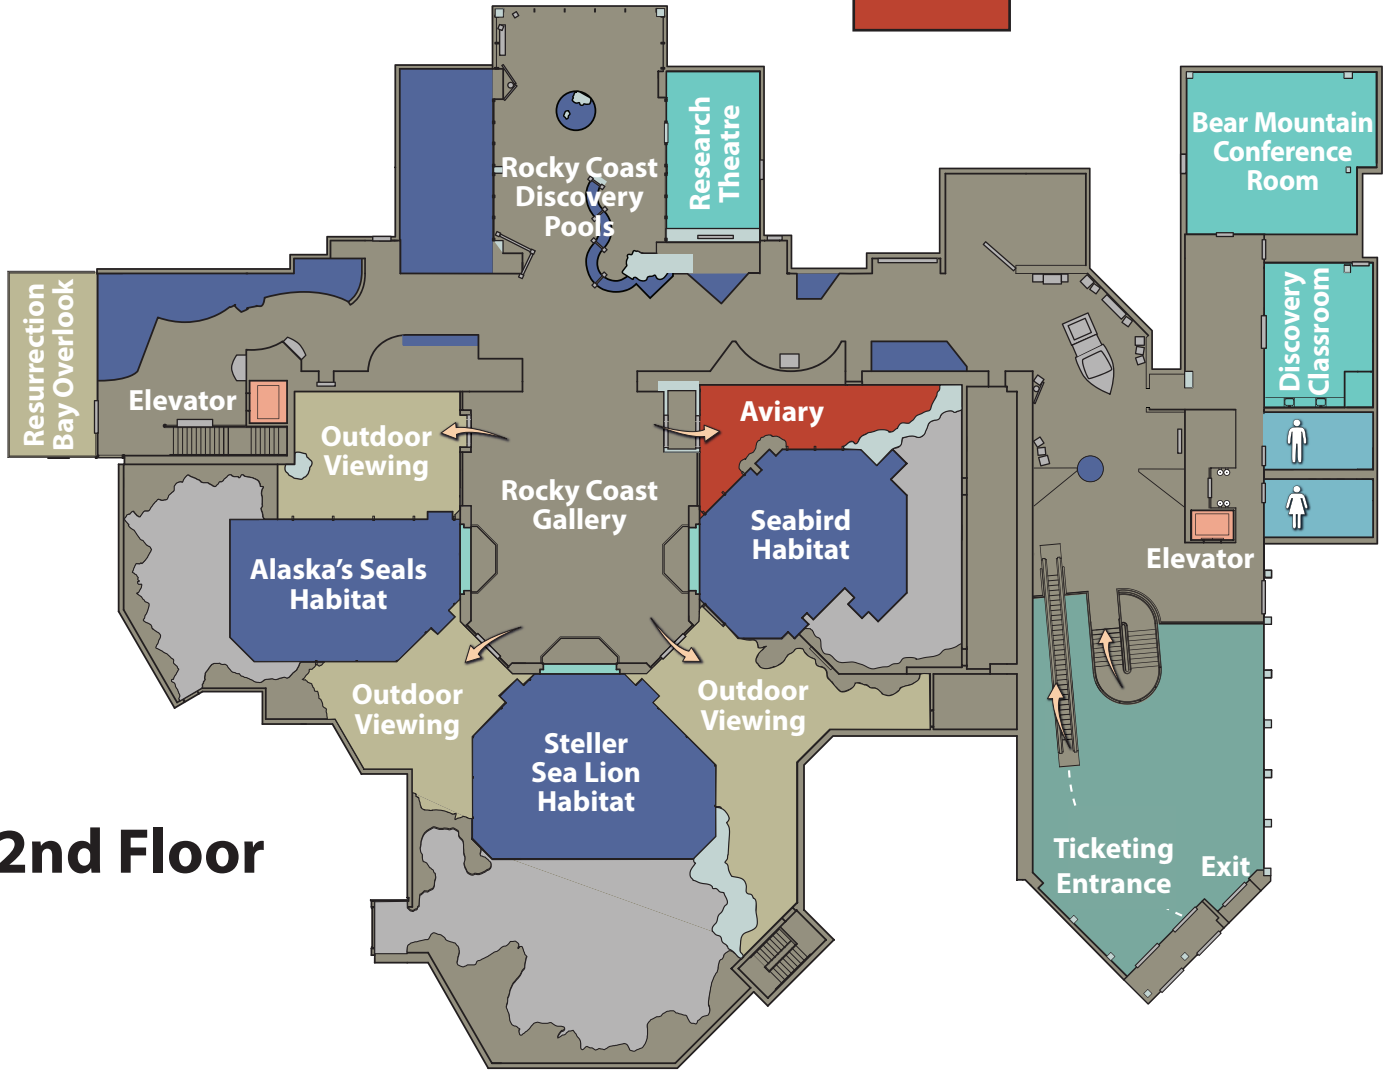 Research
Theatre
Bear Mountain
Conference
Room
Rocky Coast
Discovery
Pools
Resurrection
Bay Overlook
Discovery
Classroom
Elevator
Aviary
Outdoor
Viewing
Rocky Coast
Gallery
Seabird
Habitat
Elevator
Alaska's Seals
Habitat
Outdoor
Viewing
Outdoor
Viewing
Steller
Sea Lion
Habitat
2nd Floor
Ticketing
Entrance
Exit